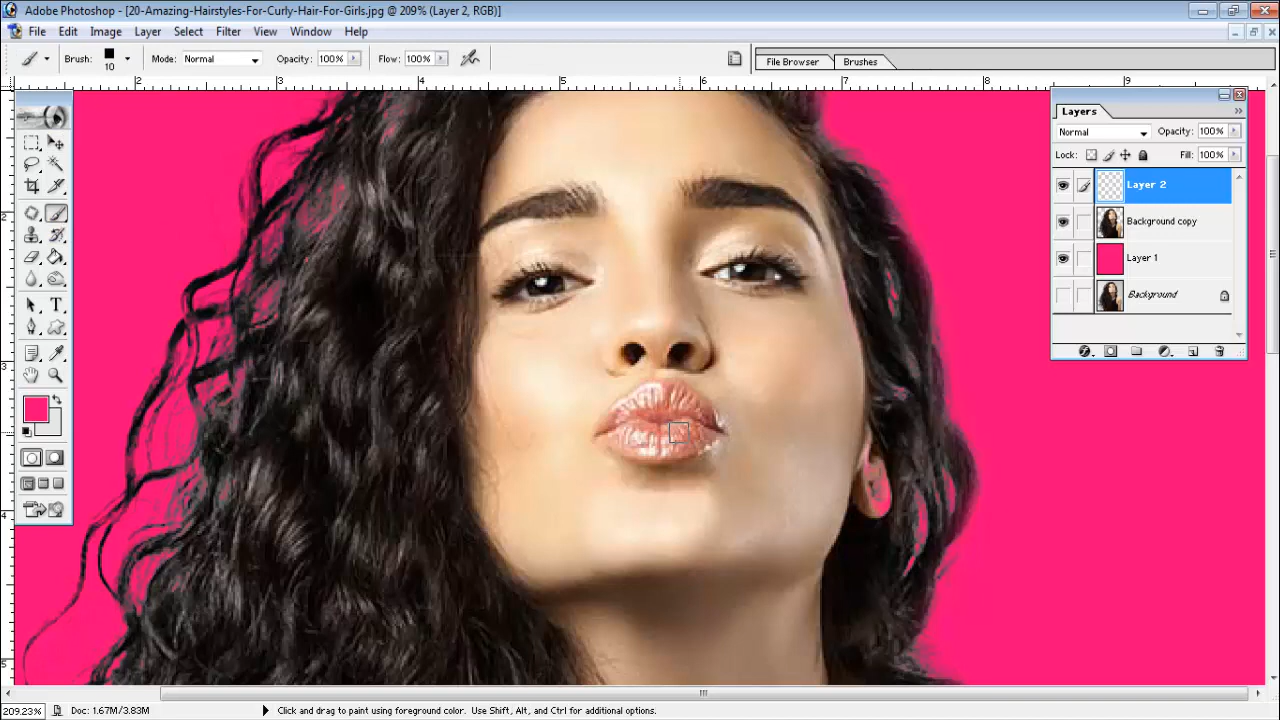 Adobe Photoshop - [20-Amazing-Hairstyles-For-Curly-Hair-For-Girls.jpg @ 209% (Layer 2, RGB)]
File Edit Image Layer Select Filter View Window Help
Brush: 10 Mode: Normal Opacity: 100% Flow: 100% File Browser Brushes
2 3 4 5 6 7 8 9
Layers
Normal Opacity: 100%
Lock: Fill: 100%
Layer 2
Background copy
Layer 1
Background
2
3
4
5
T
209.23% Doc: 1.67M/3.83M Click and drag to paint using foreground color. Use Shift, Alt, and Ctrl for additional options.